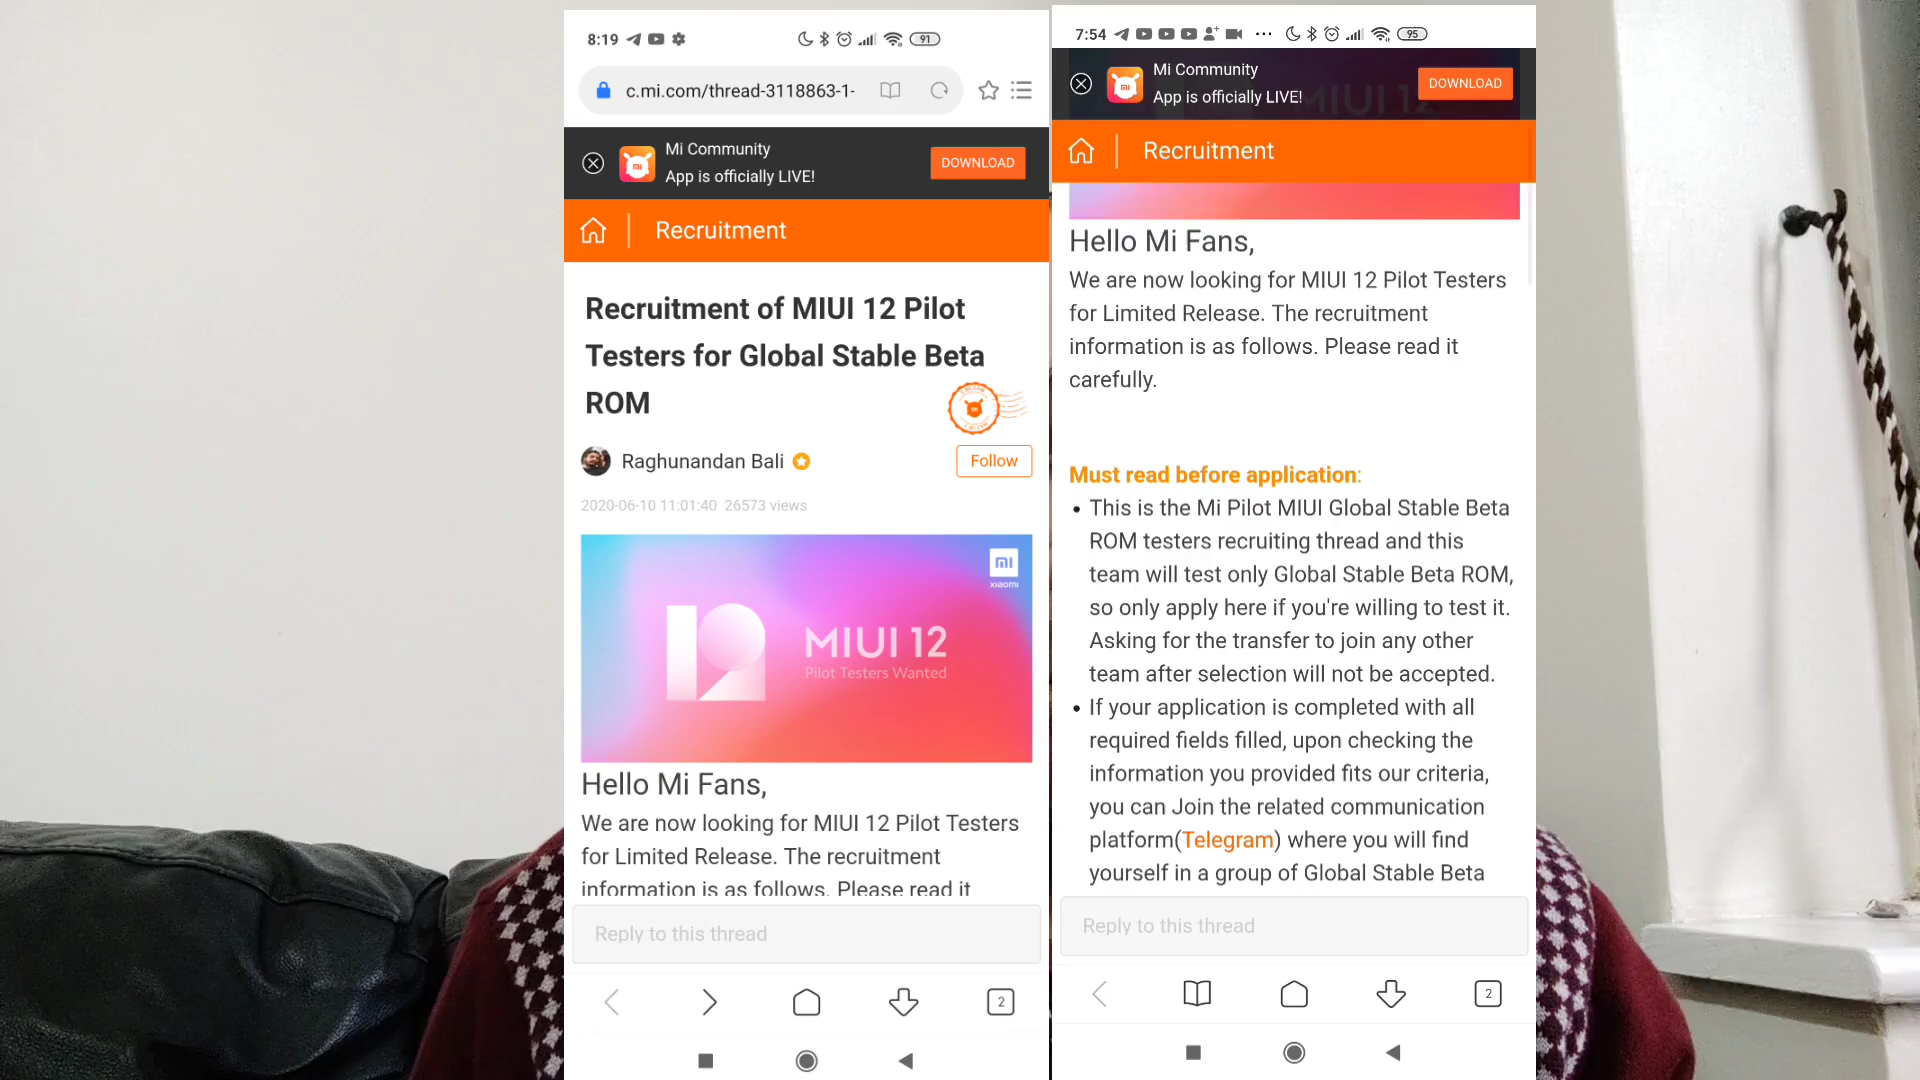 8:19
91
c.mi.com/thread-3118863-1-
Mi Community
App is officially LIVE!
DOWNLOAD
Recruitment
Recruitment of MIUI 12 Pilot
Testers for Global Stable Beta
ROM
Raghunandan Bali
Follow
2020-06-10 11:01:40 26573 views
mi
xiaomi
12
MIUI 12
Pilot Testers Wanted
Hello Mi Fans,
We are now looking for MIUI 12 Pilot Testers
for Limited Release. The recruitment
information is as follows. Please read it
Reply to this thread
2
7:54
95
Mi Community
App is officially LIVE!
DOWNLOAD
Recruitment
Hello Mi Fans,
We are now looking for MIUI 12 Pilot Testers
for Limited Release. The recruitment
information is as follows. Please read it
carefully.
Must read before application:
• This is the Mi Pilot MIUI Global Stable Beta
ROM testers recruiting thread and this
team will test only Global Stable Beta ROM,
so only apply here if you're willing to test it.
Asking for the transfer to join any other
team after selection will not be accepted.
• If your application is completed with all
required fields filled, upon checking the
information you provided fits our criteria,
you can Join the related communication
platform(Telegram) where you will find
yourself in a group of Global Stable Beta
Reply to this thread
2